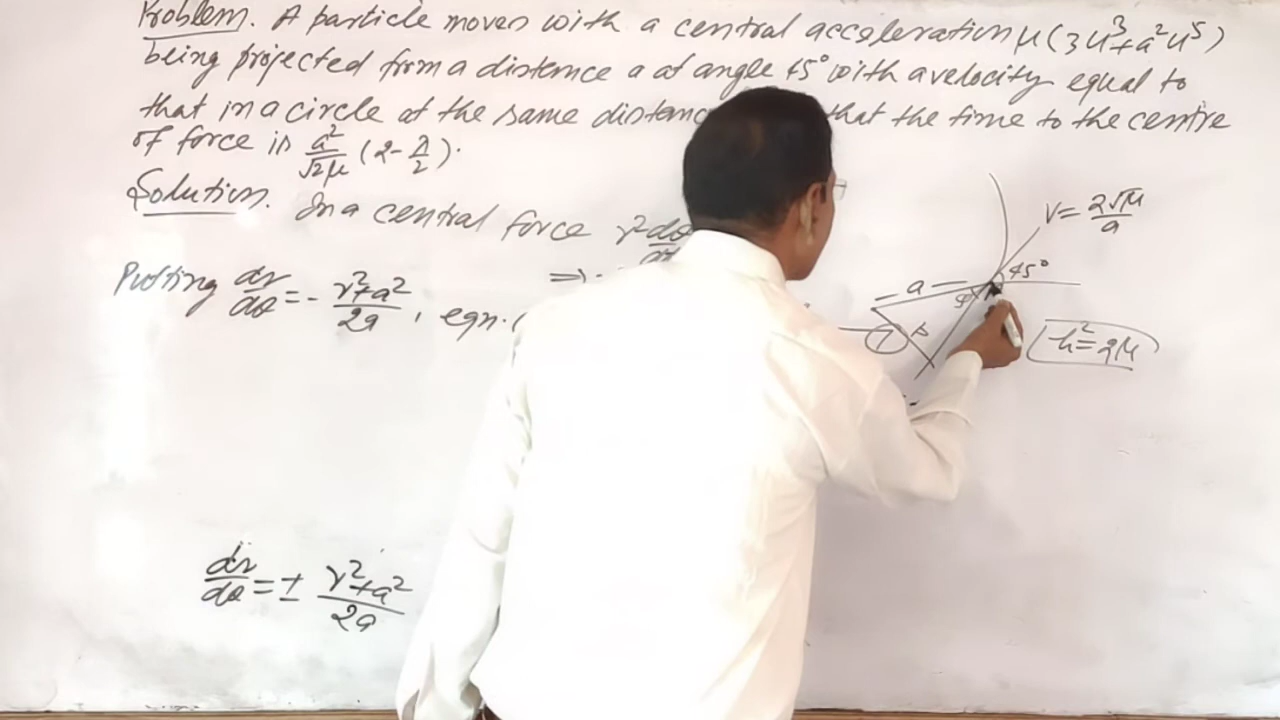 Problem. A particle moves with a central acceleration μ(3u³+a²u⁵)
being projected from a distance a at angle 45° with a velocity equal to
that in a circle at the same distanc that the time to the centre
of force is a²/√2μ (2-π/2).
Solution. In a central force r²dθ
Putting dr/dθ = - r²+a²/2a, eqn. (
⇒
V = 2√μ/a
45°
a
p
h²=2μ
dr/dθ = ± r²+a²/2a